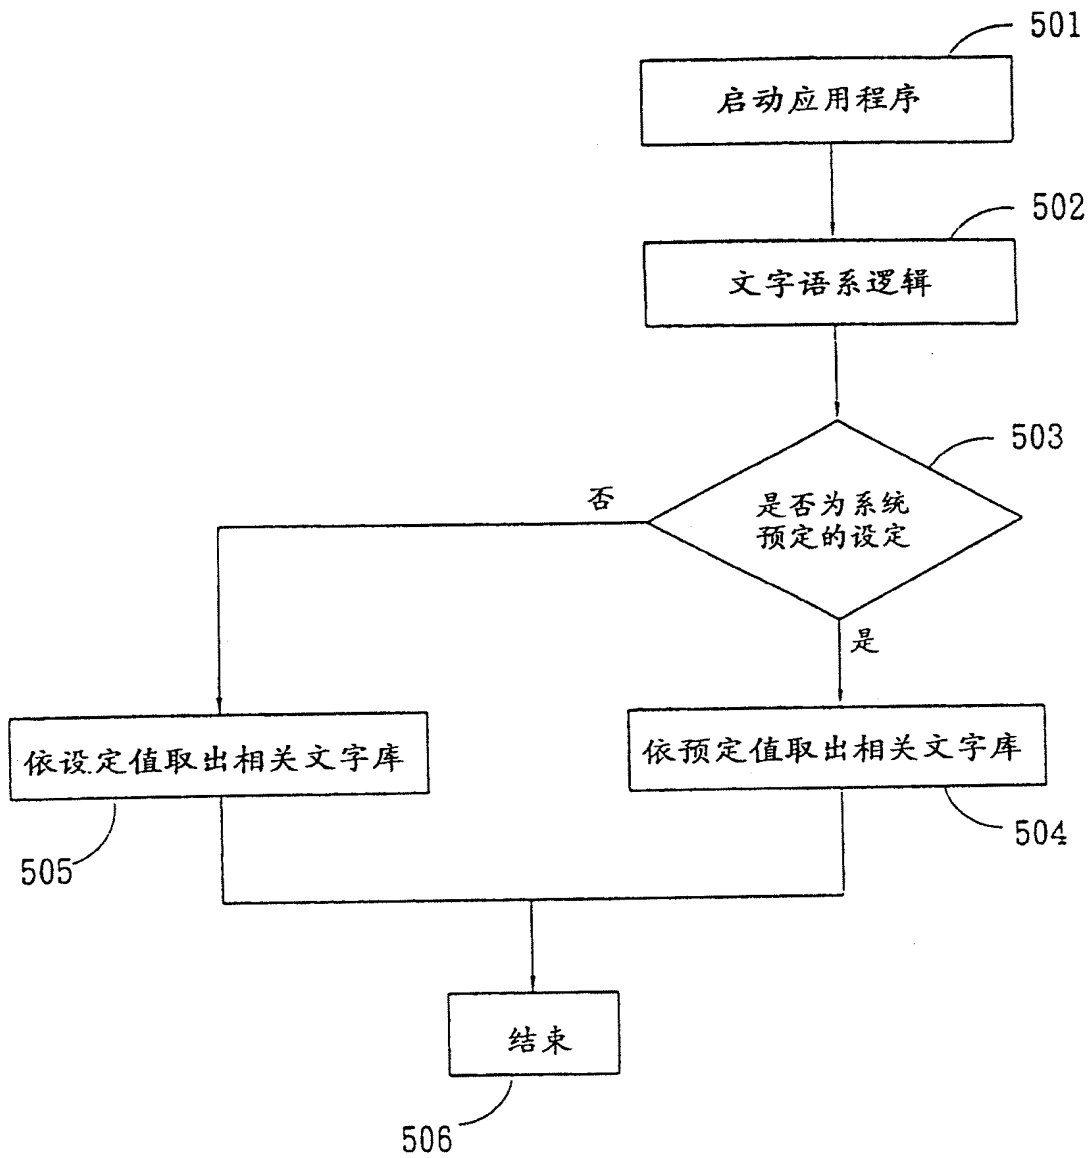 501
启动应用程序
502
文字语系逻辑
503
否
是否为系统
预定的设定
是
依设定值取出相关文字库
依预定值取出相关文字库
505
504
结束
506